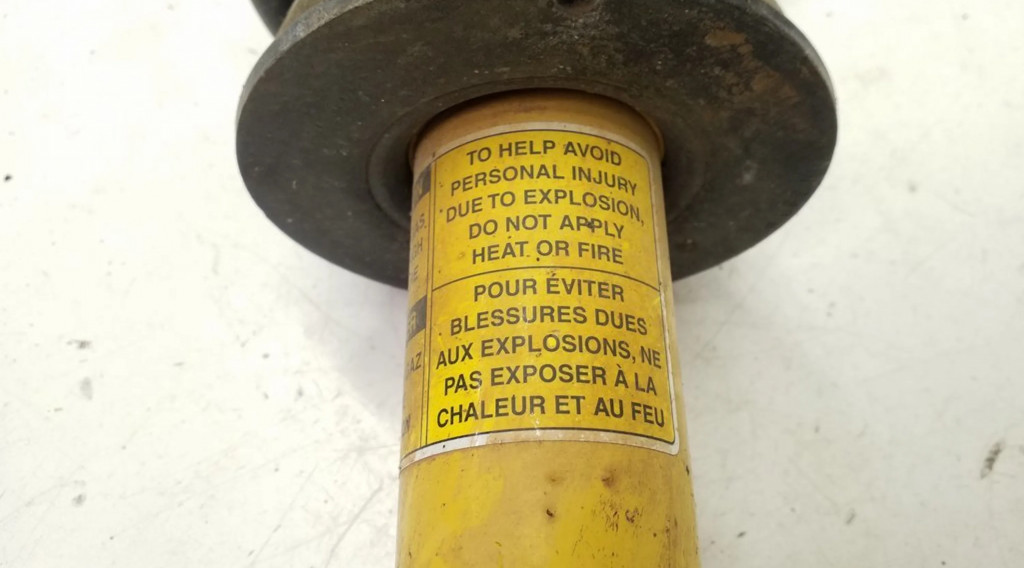 TO HELP AVOID
PERSONAL INJURY
DUE TO EXPLOSION,
DO NOT APPLY
HEAT OR FIRE
POUR ÉVITER
BLESSURES DUES
AUX EXPLOSIONS, NE
PAS EXPOSER À LA
CHALEUR ET AU FEU